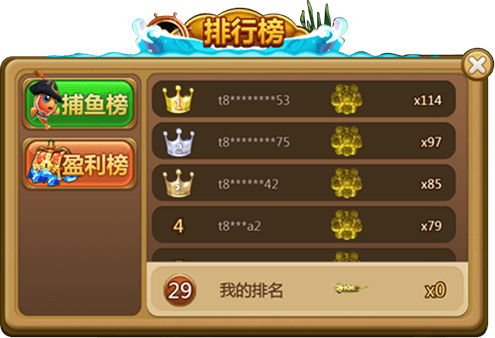 排行榜
捕鱼榜
盈利榜
1 t8********53 x114
2 t8********75 x97
3 t8******42 x85
4 t8***a2 x79
29 我的排名 x0